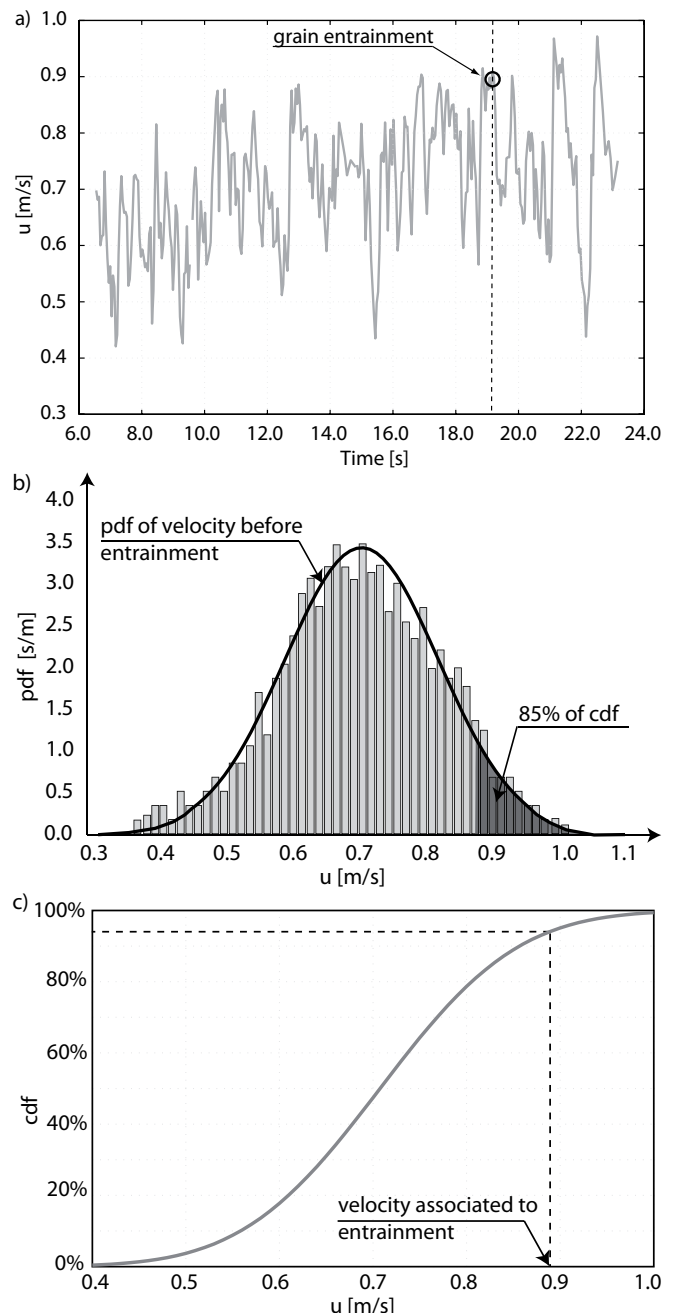 a)
1.0
0.9
0.8
0.7
0.6
0.5
0.4
0.3
u [m/s]
grain entrainment
6.0 8.0 10.0 12.0 14.0 16.0 18.0 20.0 22.0 24.0
Time [s]
b)
4.0
3.5
3.0
2.5
2.0
1.5
1.0
0.5
0.0
pdf [s/m]
pdf of velocity before
entrainment
85% of cdf
0.3 0.4 0.5 0.6 0.7 0.8 0.9 1.0 1.1
u [m/s]
c)
100%
80%
60%
40%
20%
0%
cdf
velocity associated to
entrainment
0.4 0.5 0.6 0.7 0.8 0.9 1.0
u [m/s]